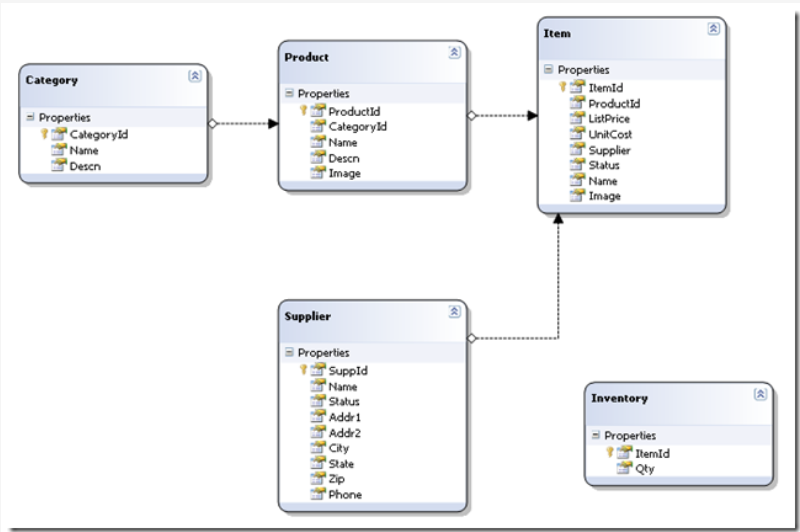 Category
Properties
CategoryId
Name
Descn
Product
Properties
ProductId
CategoryId
Name
Descn
Image
Item
Properties
ItemId
ProductId
ListPrice
UnitCost
Supplier
Status
Name
Image
Supplier
Properties
SuppId
Name
Status
Addr1
Addr2
City
State
Zip
Phone
Inventory
Properties
ItemId
Qty